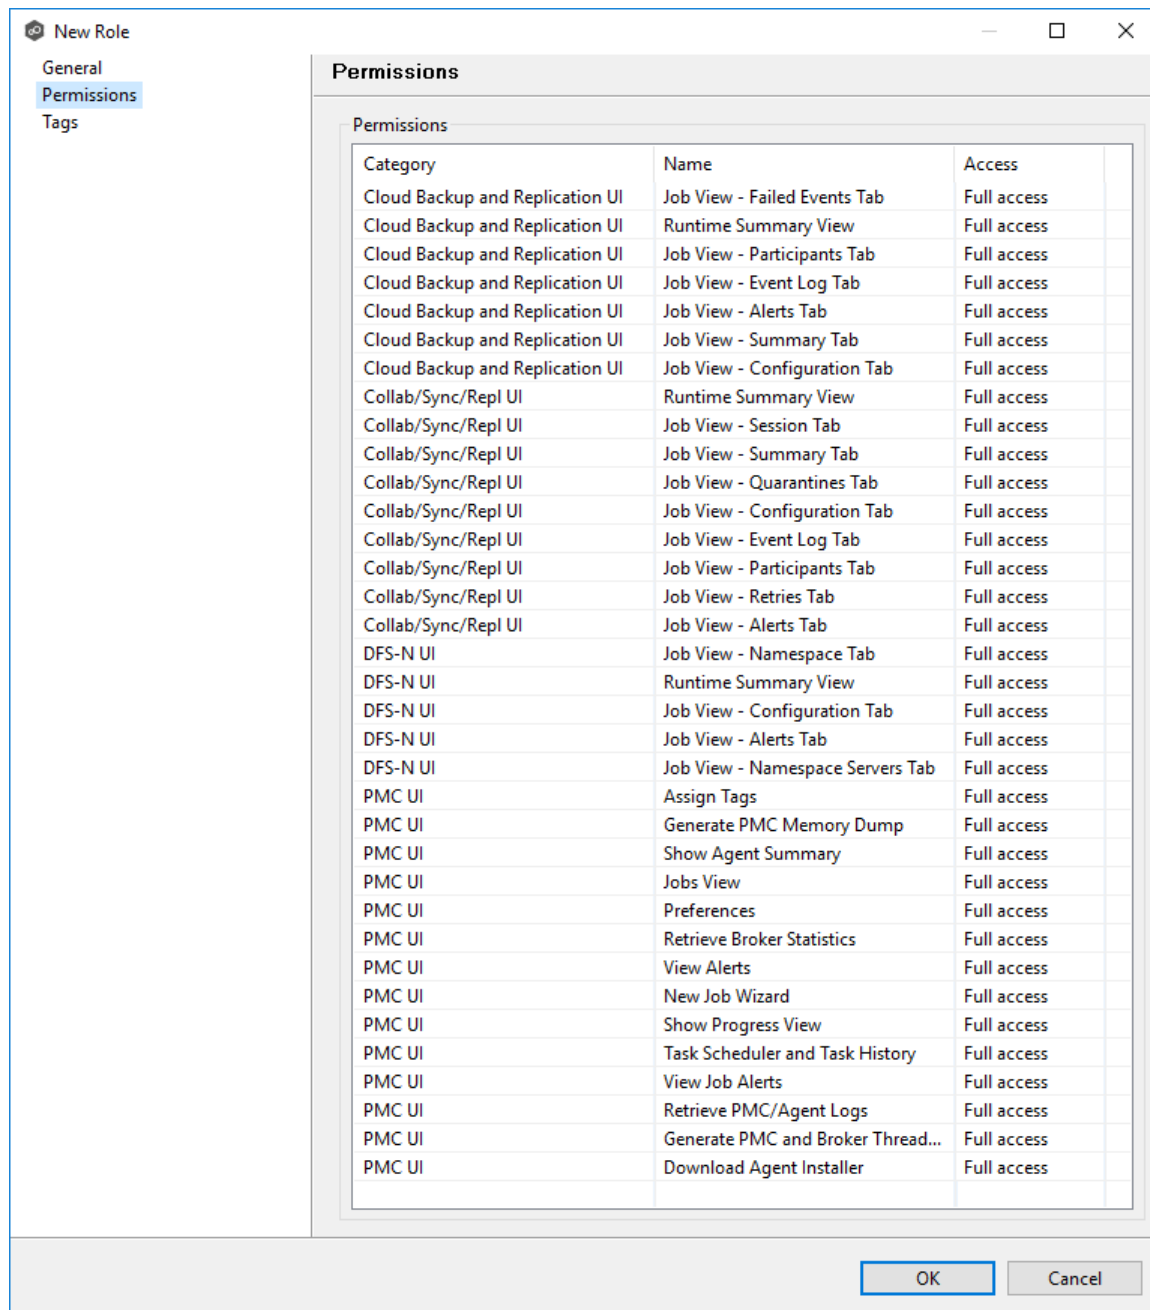 New Role
General
Permissions
Tags
Permissions
Permissions
Category Name Access
Cloud Backup and Replication UI Job View - Failed Events Tab Full access
Cloud Backup and Replication UI Runtime Summary View Full access
Cloud Backup and Replication UI Job View - Participants Tab Full access
Cloud Backup and Replication UI Job View - Event Log Tab Full access
Cloud Backup and Replication UI Job View - Alerts Tab Full access
Cloud Backup and Replication UI Job View - Summary Tab Full access
Cloud Backup and Replication UI Job View - Configuration Tab Full access
Collab/Sync/Repl UI Runtime Summary View Full access
Collab/Sync/Repl UI Job View - Session Tab Full access
Collab/Sync/Repl UI Job View - Summary Tab Full access
Collab/Sync/Repl UI Job View - Quarantines Tab Full access
Collab/Sync/Repl UI Job View - Configuration Tab Full access
Collab/Sync/Repl UI Job View - Event Log Tab Full access
Collab/Sync/Repl UI Job View - Participants Tab Full access
Collab/Sync/Repl UI Job View - Retries Tab Full access
Collab/Sync/Repl UI Job View - Alerts Tab Full access
DFS-N UI Job View - Namespace Tab Full access
DFS-N UI Runtime Summary View Full access
DFS-N UI Job View - Configuration Tab Full access
DFS-N UI Job View - Alerts Tab Full access
DFS-N UI Job View - Namespace Servers Tab Full access
PMC UI Assign Tags Full access
PMC UI Generate PMC Memory Dump Full access
PMC UI Show Agent Summary Full access
PMC UI Jobs View Full access
PMC UI Preferences Full access
PMC UI Retrieve Broker Statistics Full access
PMC UI View Alerts Full access
PMC UI New Job Wizard Full access
PMC UI Show Progress View Full access
PMC UI Task Scheduler and Task History Full access
PMC UI View Job Alerts Full access
PMC UI Retrieve PMC/Agent Logs Full access
PMC UI Generate PMC and Broker Thread... Full access
PMC UI Download Agent Installer Full access
OK Cancel